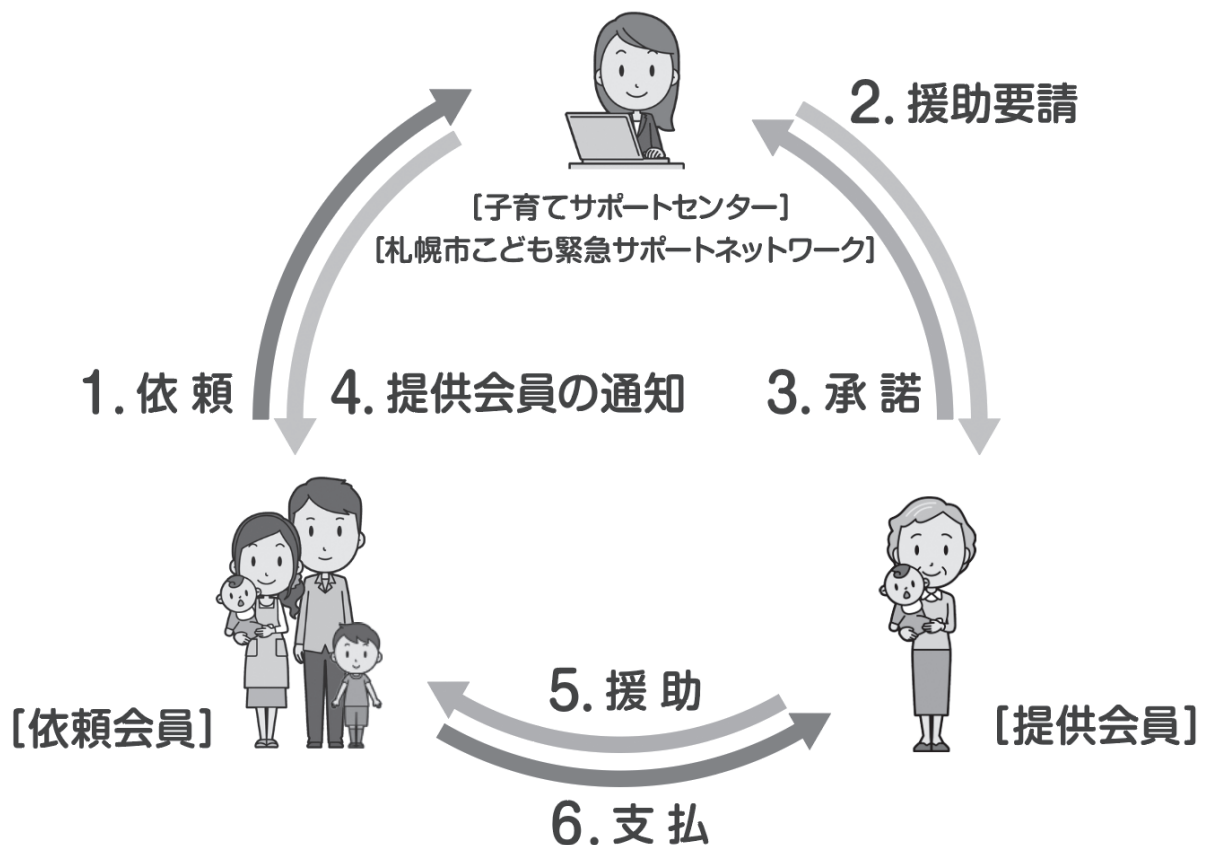 2. 援助要請
[子育てサポートセンター]
[札幌市こども緊急サポートネットワーク]
1. 依頼
4. 提供会員の通知
3. 承諾
[依頼会員]
5. 援助
[提供会員]
6. 支払